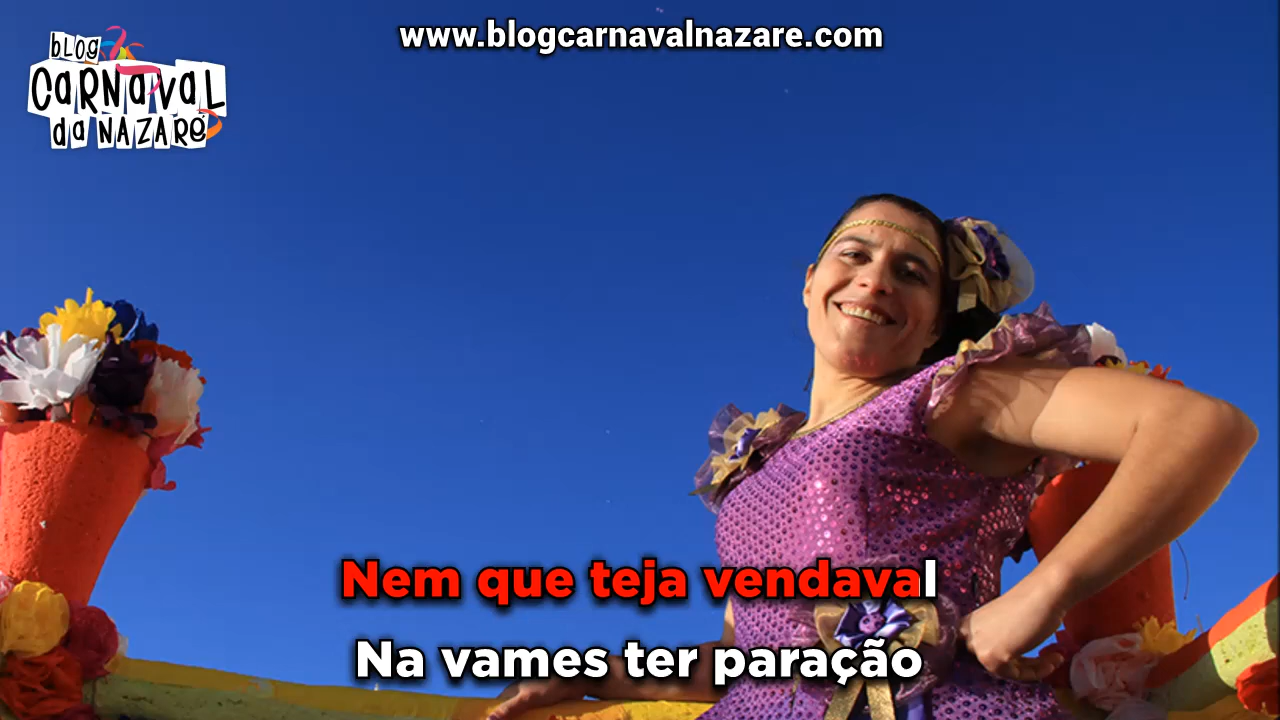 www.blogcarnavalnazare.com
BLOG
CARNAVAL
da NAZARÉ
Nem que teja vendaval
Na vames ter paração